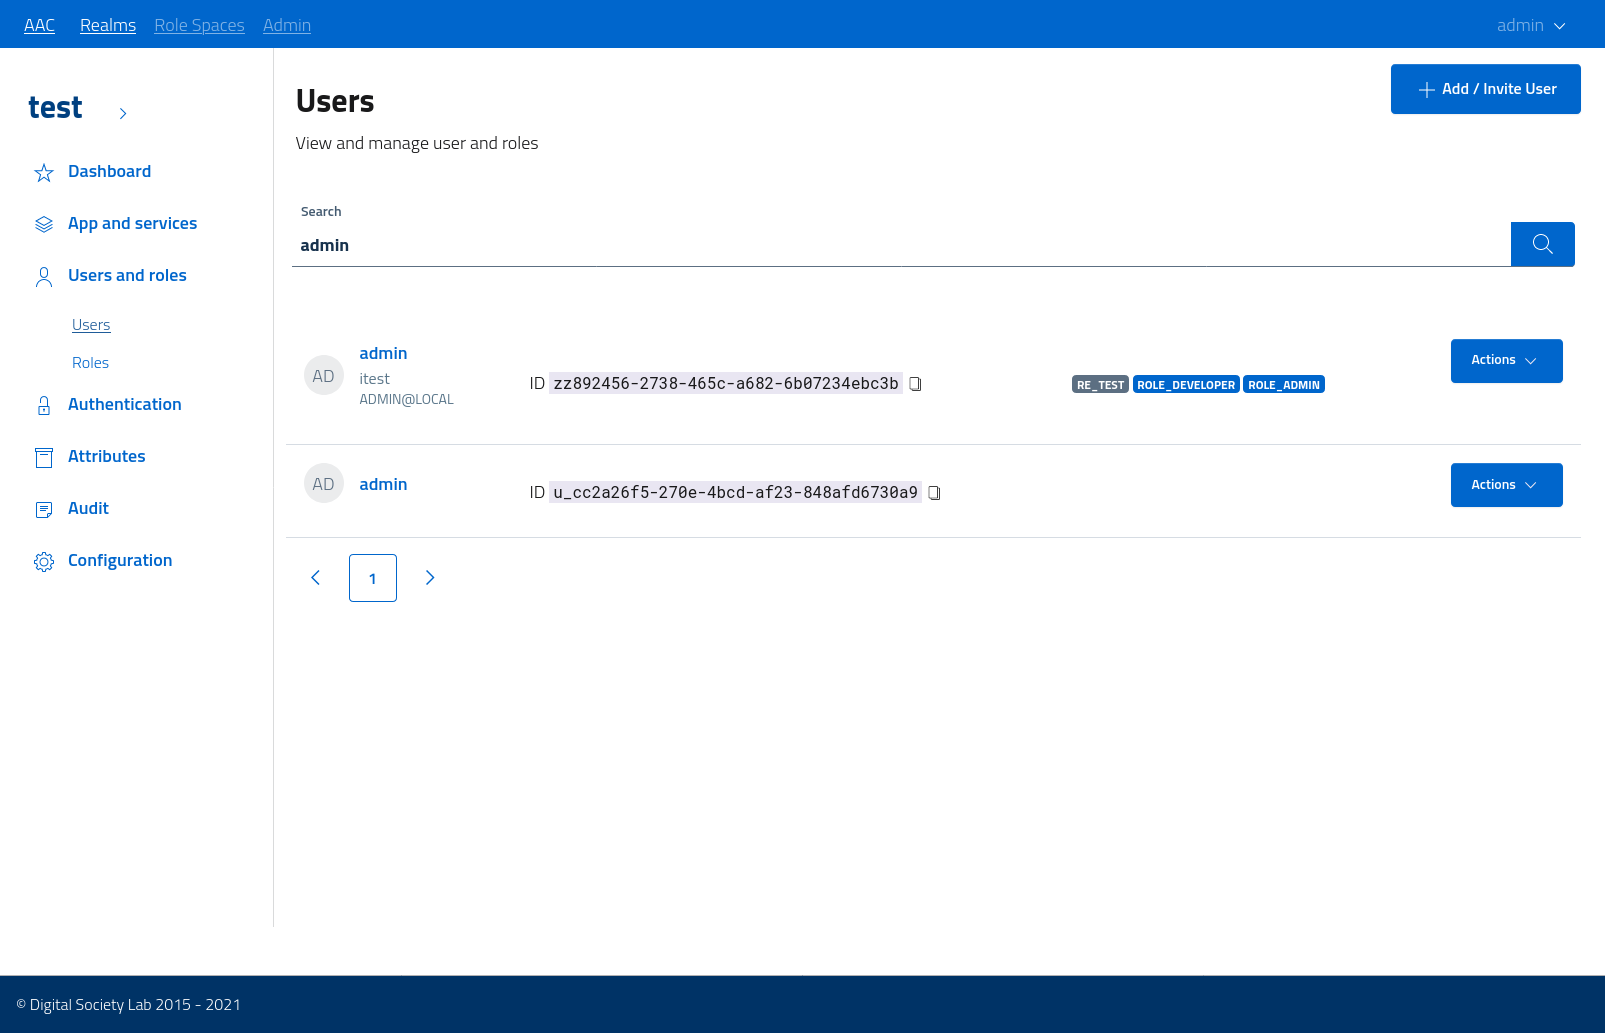 AAC Realms Role Spaces Admin admin
test
Dashboard
App and services
Users and roles
Users
Roles
Authentication
Attributes
Audit
Configuration
Users
Add / Invite User
View and manage user and roles
Search
admin
AD
admin
itest
ADMIN@LOCAL
ID zz892456-2738-465c-a682-6b07234ebc3b
RE_TEST ROLE_DEVELOPER ROLE_ADMIN
Actions
AD
admin
ID u_cc2a26f5-270e-4bcd-af23-848afd6730a9
Actions
1
© Digital Society Lab 2015 - 2021